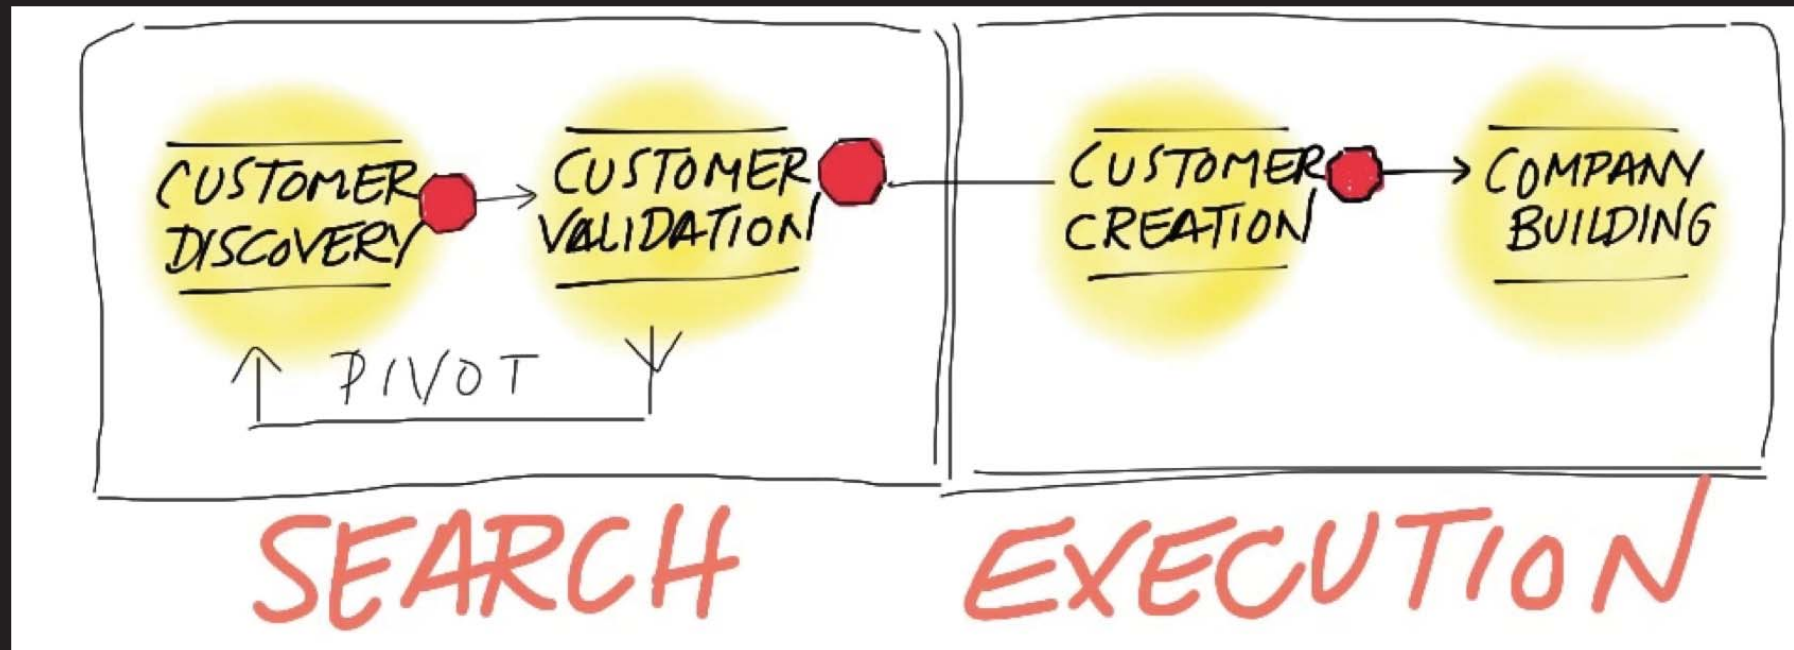 CUSTOMER
DISCOVERY
CUSTOMER
VALIDATION
CUSTOMER
CREATION
COMPANY
BUILDING
PIVOT
SEARCH
EXECUTION